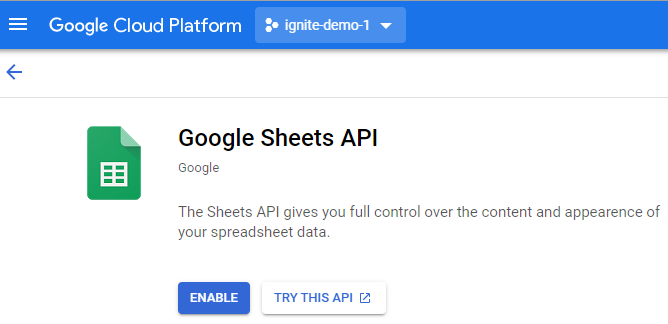 Google Cloud Platform
ignite-demo-1
Google Sheets API
Google
The Sheets API gives you full control over the content and appearence of
your spreadsheet data.
ENABLE
TRY THIS API